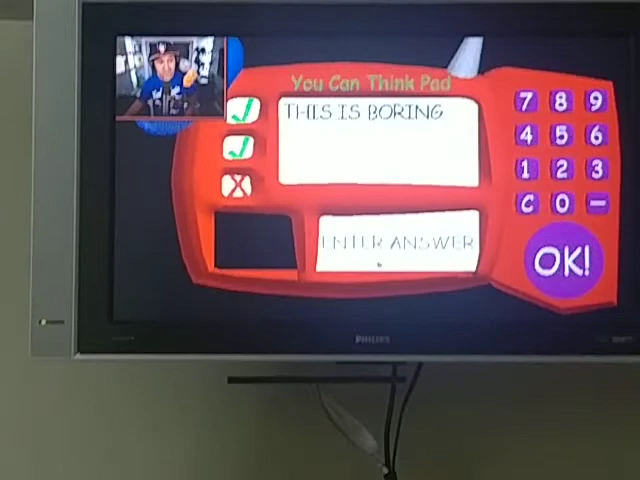 You Can Think Pad
THIS IS BORING
7 8 9
4 5 6
1 2 3
C 0 -
ENTER ANSWER
OK!
PHILIPS